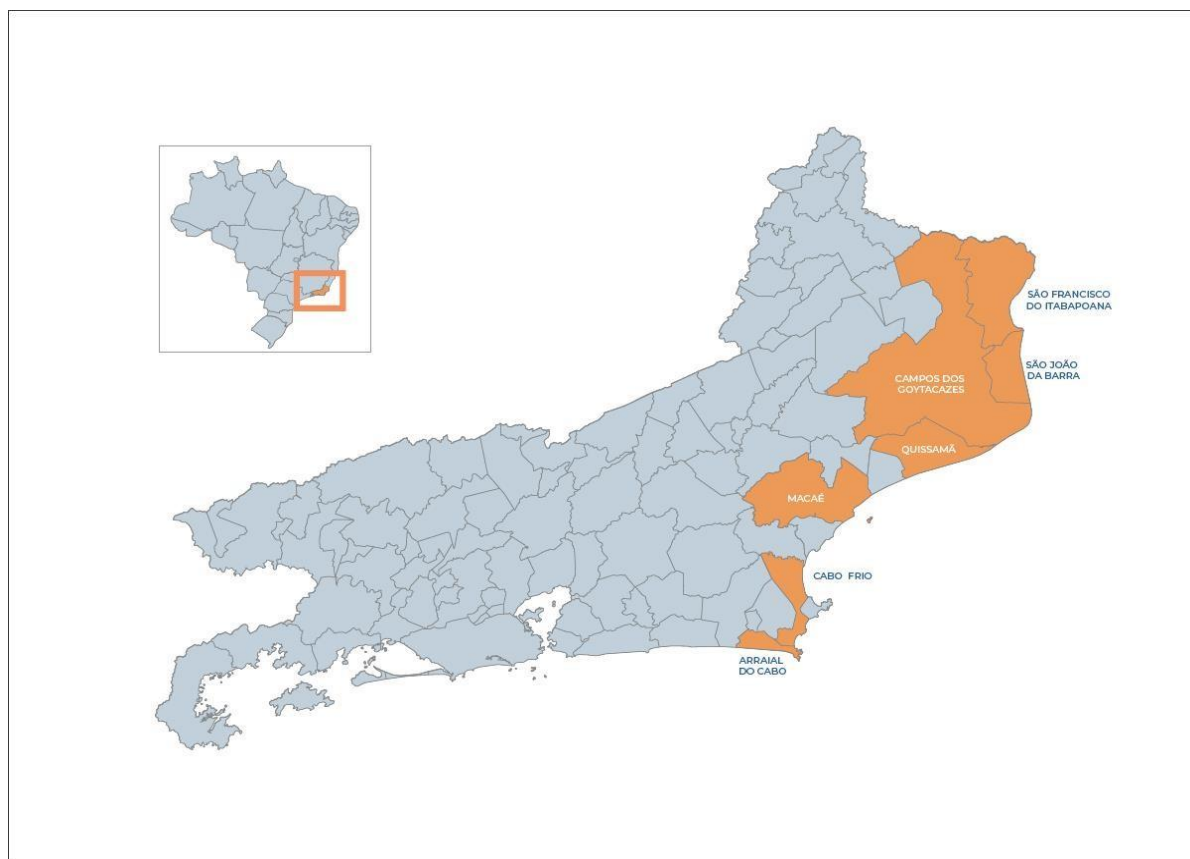 SÃO FRANCISCO
DO ITABAPOANA
SÃO JOÃO
DA BARRA
CAMPOS DOS
GOYTACAZES
QUISSAMÃ
MACAÉ
CABO FRIO
ARRAIAL
DO CABO